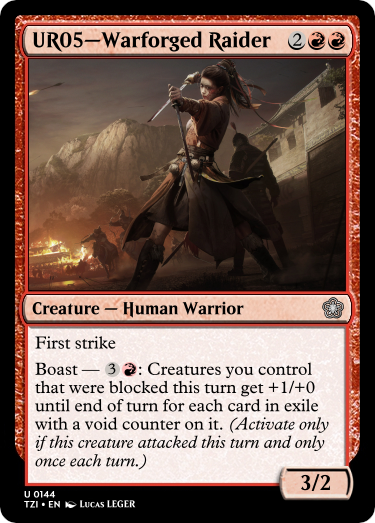 UR05—Warforged Raider 2
Creature — Human Warrior
First strike
Boast — 3 : Creatures you control
that were blocked this turn get +1/+0
until end of turn for each card in exile
with a void counter on it. (Activate only
if this creature attacked this turn and only
once each turn.)
3/2
U 0144
TZI • EN Lucas LEGER